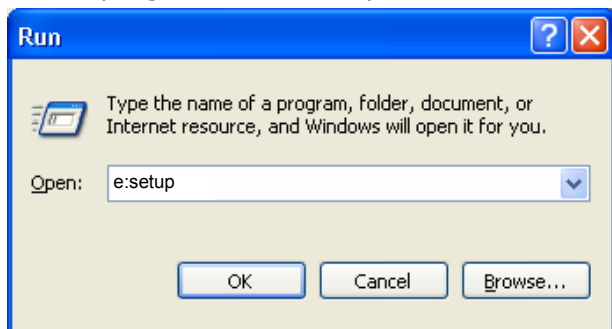 Run
Type the name of a program, folder, document, or
Internet resource, and Windows will open it for you.
Open: e:setup
OK Cancel Browse...